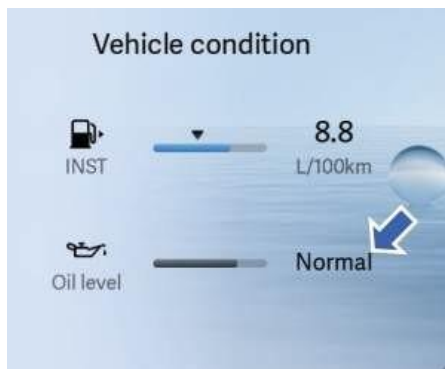 Vehicle condition
8.8
INST
L/100km
Normal
Oil level